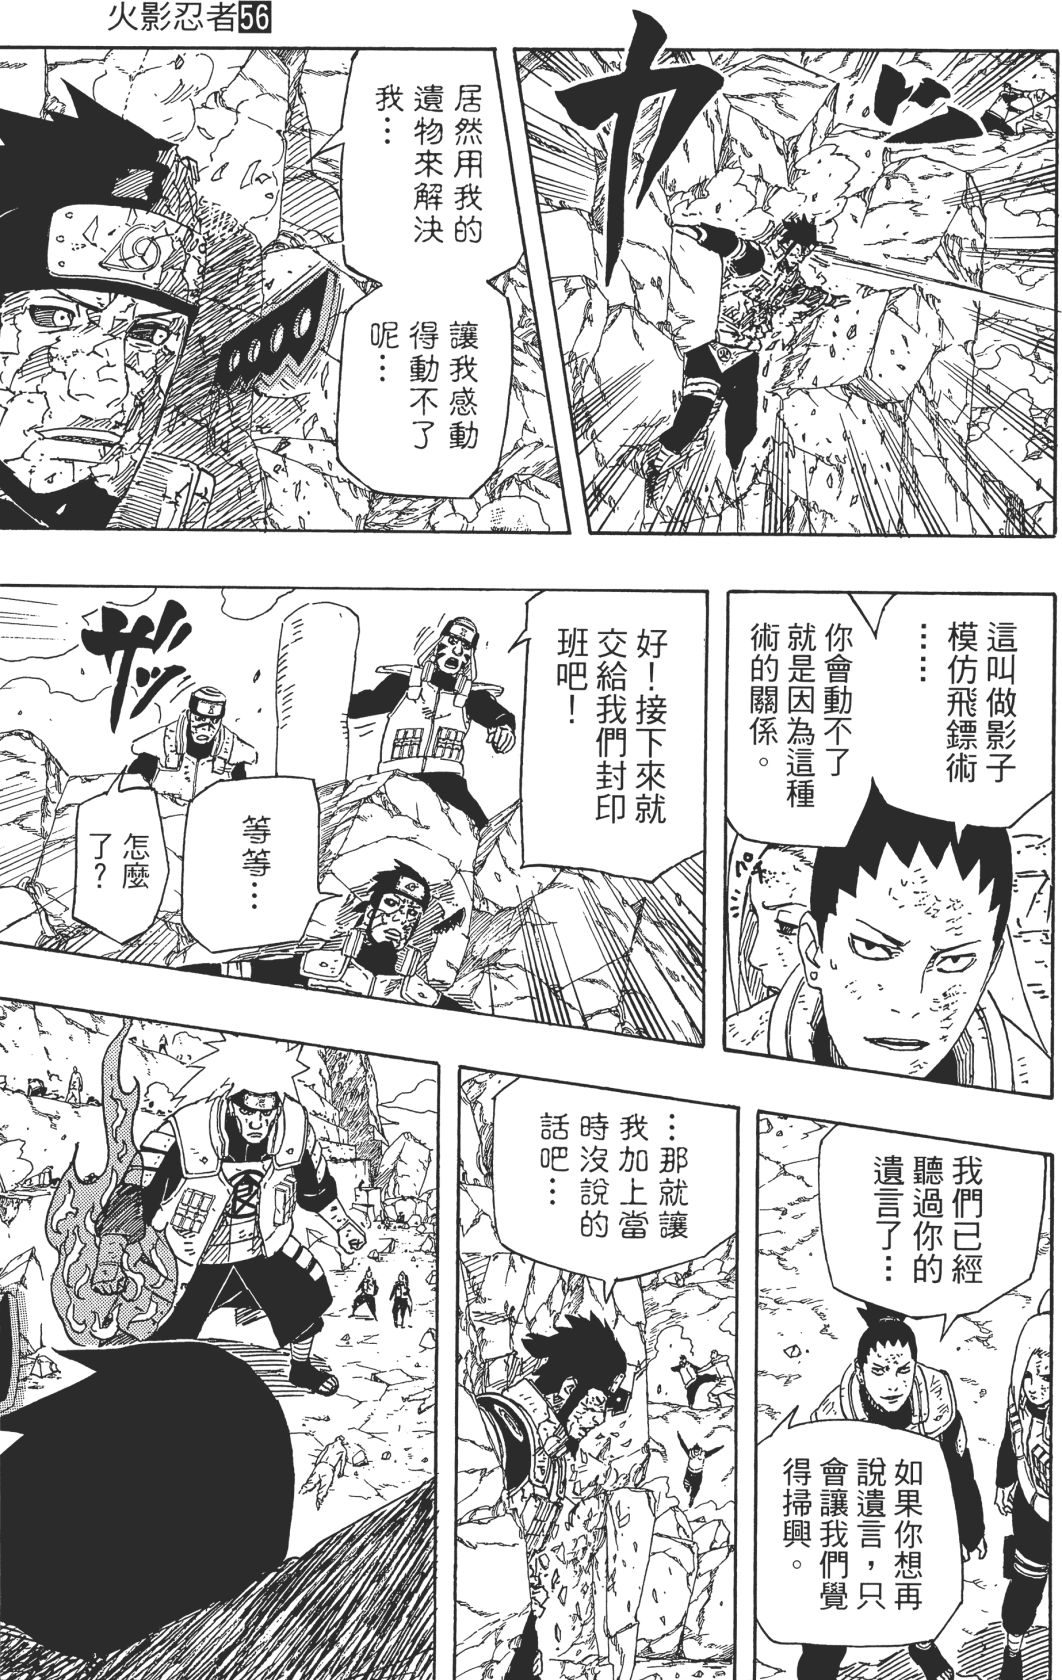 火影忍者56
カッ
居然用我的
遺物來解決
我…
讓我感動
得動不了
呢…
這叫做影子
模仿飛鏢術
……
你會動不了
就是因為這種
術的關係。
好！接下來就
交給我們封印
班吧！
ザッ
等等…
怎麼
了？
我們已經
聽過你的
遺言了…
如果你想再
說遺言，只
會讓我們覺
得掃興。
…那就讓
我加上當
時沒說的
話吧…